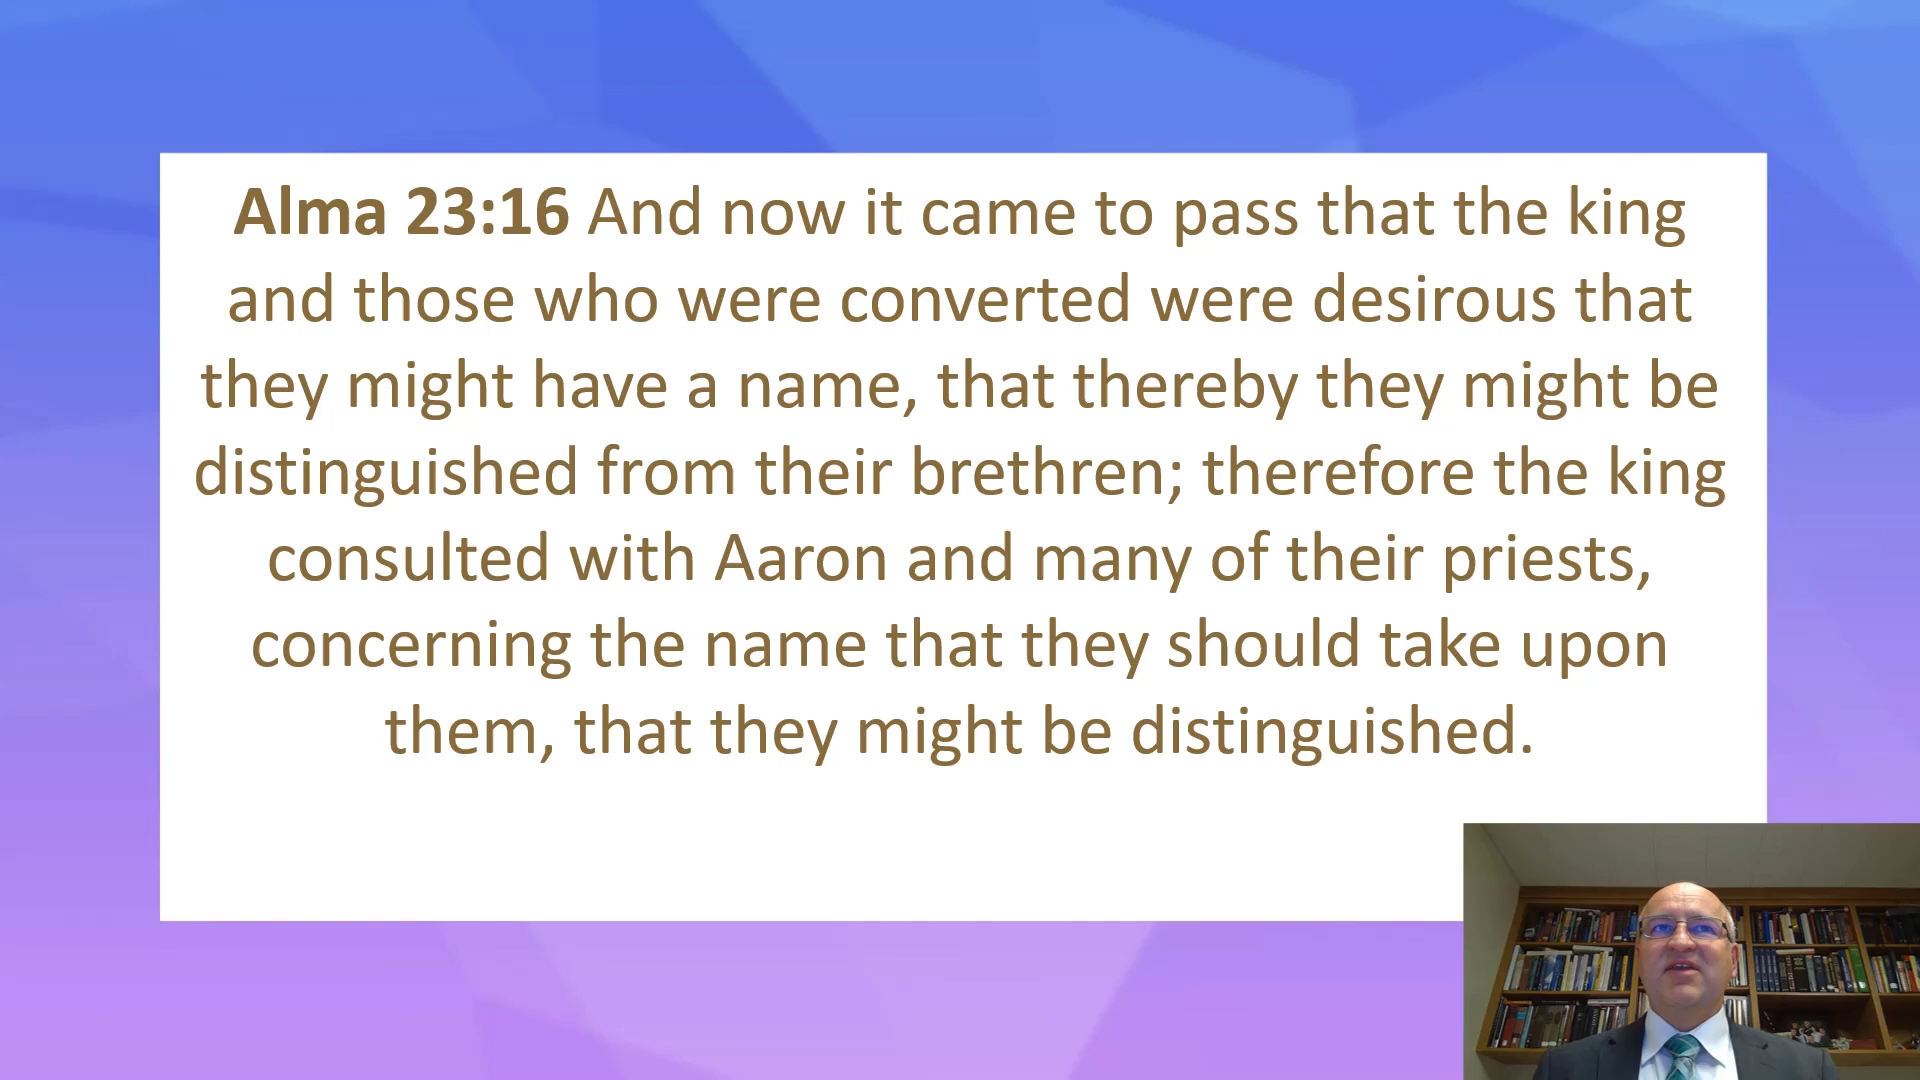 Alma 23:16 And now it came to pass that the king
and those who were converted were desirous that
they might have a name, that thereby they might be
distinguished from their brethren; therefore the king
consulted with Aaron and many of their priests,
concerning the name that they should take upon
them, that they might be distinguished.